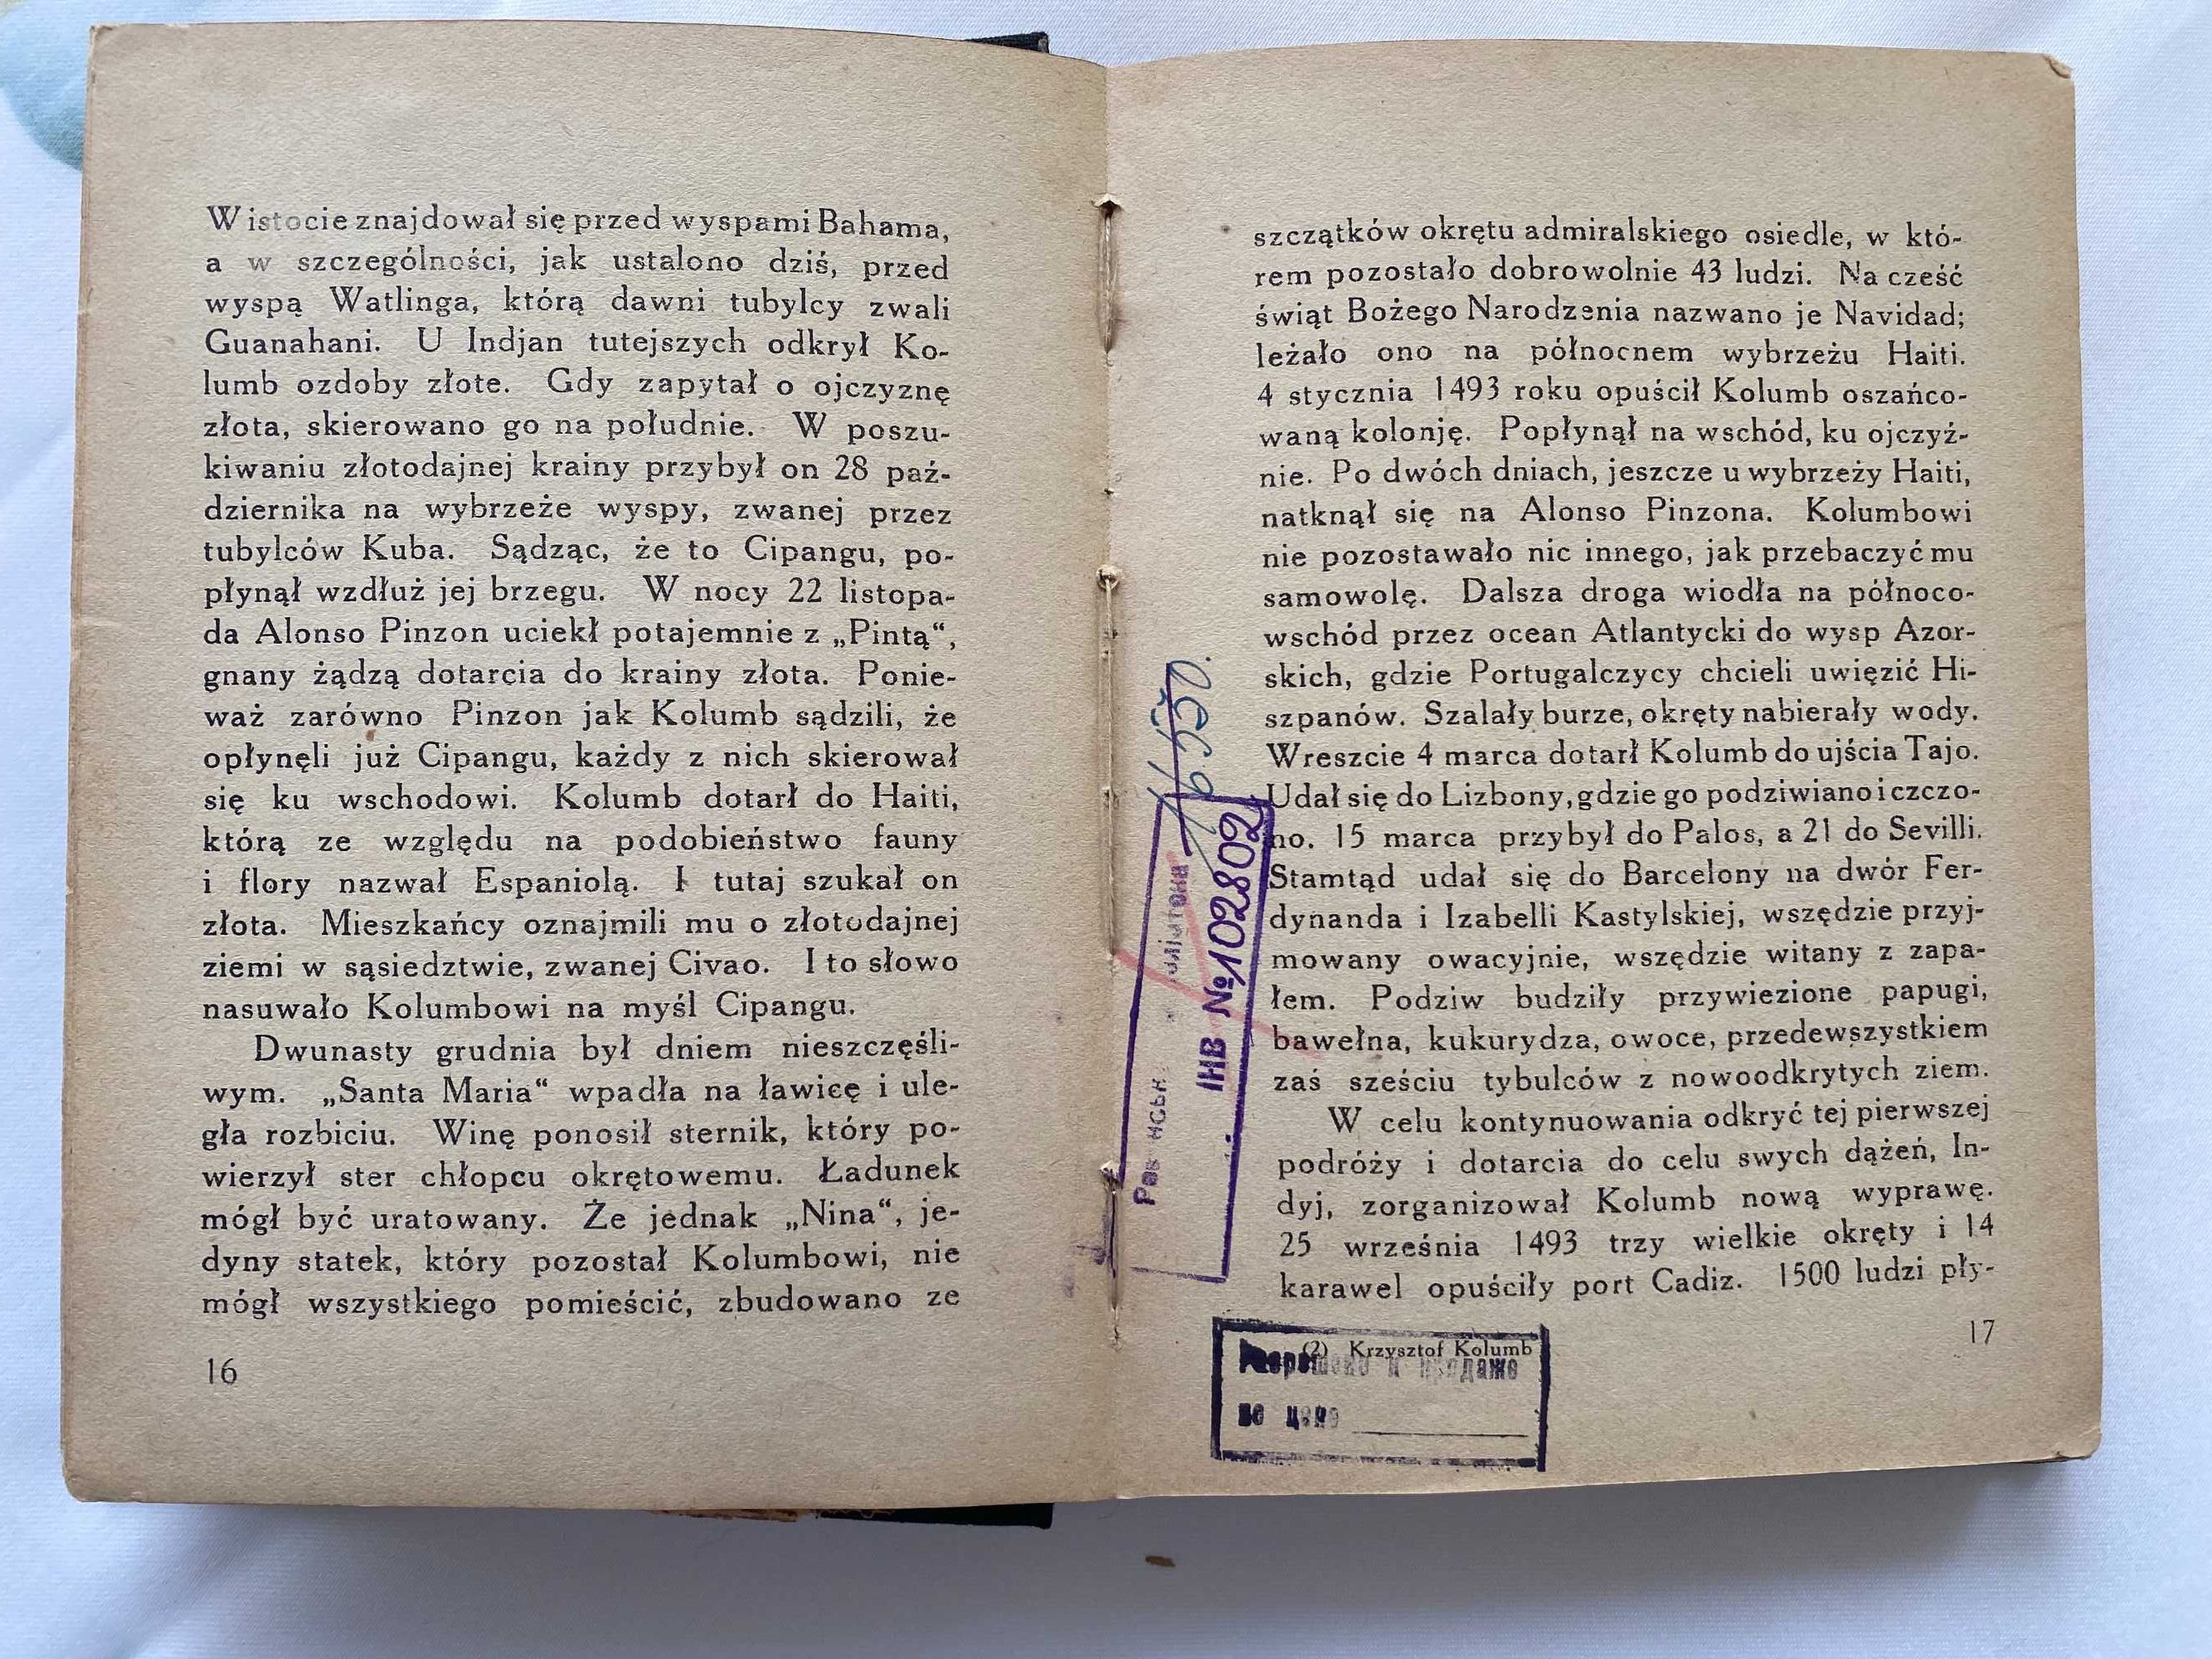 W istocie znajdował się przed wyspami Bahama,
a w szczególności, jak ustalono dziś, przed
wyspą Watlinga, którą dawni tubylcy zwali
Guanahani. U Indjan tutejszych odkrył Ko-
lumb ozdoby złote. Gdy zapytał o ojczyznę
złota, skierowano go na południe. W poszu-
kiwaniu złotodajnej krainy przybył on 28 paź-
dziernika na wybrzeże wyspy, zwanej przez
tubylców Kuba. Sądząc, że to Cipangu, po-
płynął wzdłuż jej brzegu. W nocy 22 listopa-
da Alonso Pinzon uciekł potajemnie z „Pintą“,
gnany żądzą dotarcia do krainy złota. Ponie-
waż zarówno Pinzon jak Kolumb sądzili, że
opłynęli już Cipangu, każdy z nich skierował
się ku wschodowi. Kolumb dotarł do Haiti,
którą ze względu na podobieństwo fauny
i flory nazwał Espaniolą. I tutaj szukał on
złota. Mieszkańcy oznajmili mu o złotodajnej
ziemi w sąsiedztwie, zwanej Civao. I to słowo
nasuwało Kolumbowi na myśl Cipangu.
Dwunasty grudnia był dniem nieszczęśli-
wym. „Santa Maria“ wpadła na ławicę i ule-
gła rozbiciu. Winę ponosił sternik, który po-
wierzył ster chłopcu okrętowemu. Ładunek
mógł być uratowany. Że jednak „Nina“, je-
dyny statek, który pozostał Kolumbowi, nie
mógł wszystkiego pomieścić, zbudowano ze
16
szczątków okrętu admiralskiego osiedle, w któ-
rem pozostało dobrowolnie 43 ludzi. Na cześć
świąt Bożego Narodzenia nazwano je Navidad;
leżało ono na północnem wybrzeżu Haiti.
4 stycznia 1493 roku opuścił Kolumb oszańco-
waną kolonję. Popłynął na wschód, ku ojczyź-
nie. Po dwóch dniach, jeszcze u wybrzeży Haiti,
natknął się na Alonso Pinzona. Kolumbowi
nie pozostawało nic innego, jak przebaczyć mu
samowolę. Dalsza droga wiodła na północo-
wschód przez ocean Atlantycki do wysp Azor-
skich, gdzie Portugalczycy chcieli uwięzić Hi-
szpanów. Szalały burze, okręty nabierały wody.
Wreszcie 4 marca dotarł Kolumb do ujścia Tajo.
Udał się do Lizbony, gdzie go podziwiano i czczo-
no. 15 marca przybył do Palos, a 21 do Sevilli.
Stamtąd udał się do Barcelony na dwór Fer-
dynanda i Izabelli Kastylskiej, wszędzie przyj-
mowany owacyjnie, wszędzie witany z zapa-
łem. Podziw budziły przywiezione papugi,
bawełna, kukurydza, owoce, przedewszystkiem
zaś sześciu tybulców z nowoodkrytych ziem.
W celu kontynuowania odkryć tej pierwszej
podróży i dotarcia do celu swych dążeń, In-
dyj, zorganizował Kolumb nową wyprawę.
25 września 1493 trzy wielkie okręty i 14
karawel opuściły port Cadiz. 1500 ludzi pły-
(2) Krzysztof Kolumb
17
ІНВ №1028802
Разрешено к продаже
по цене